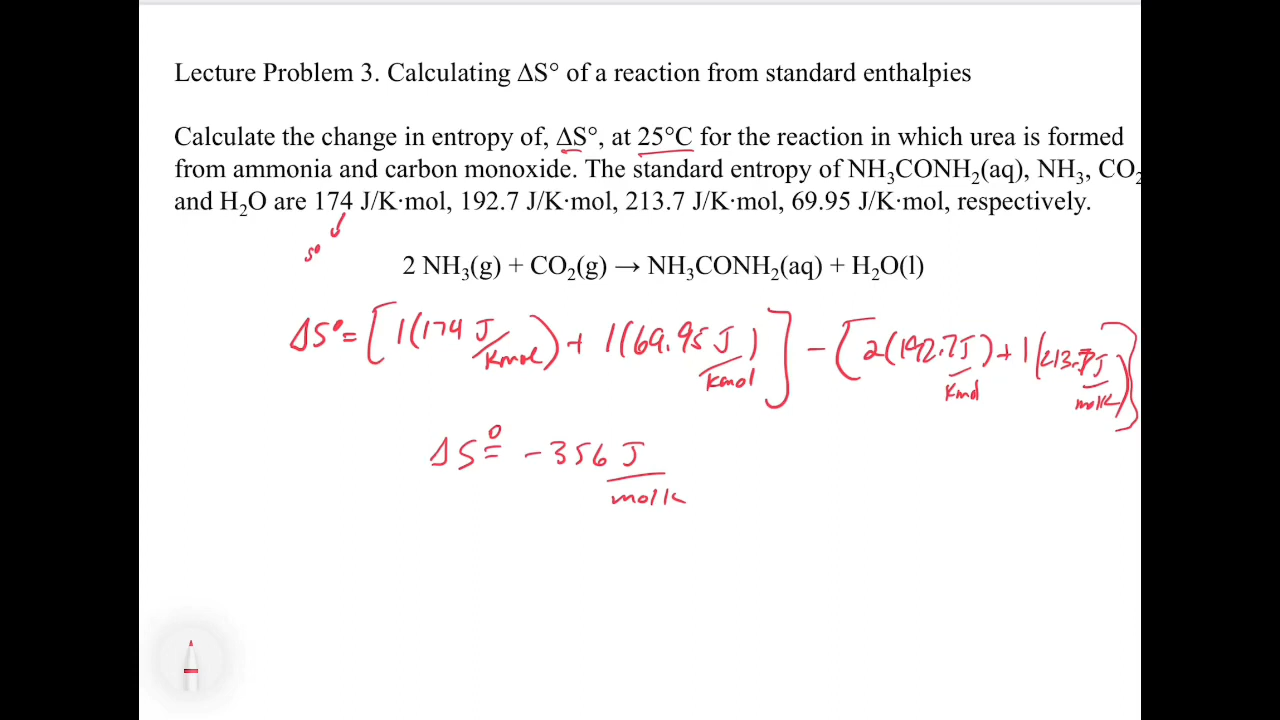 Lecture Problem 3. Calculating ΔS° of a reaction from standard enthalpies
Calculate the change in entropy of, ΔS°, at 25°C for the reaction in which urea is formed
from ammonia and carbon monoxide. The standard entropy of NH₃CONH₂(aq), NH₃, CO₂
and H₂O are 174 J/K·mol, 192.7 J/K·mol, 213.7 J/K·mol, 69.95 J/K·mol, respectively.
S°
2 NH₃(g) + CO₂(g) → NH₃CONH₂(aq) + H₂O(l)
ΔS° = [1(174 J/Kmol) + 1(69.95 J/Kmol)] - [2(192.7 J/Kmol) + 1(213.7 J/molK)]
ΔS° = -356 J/molK